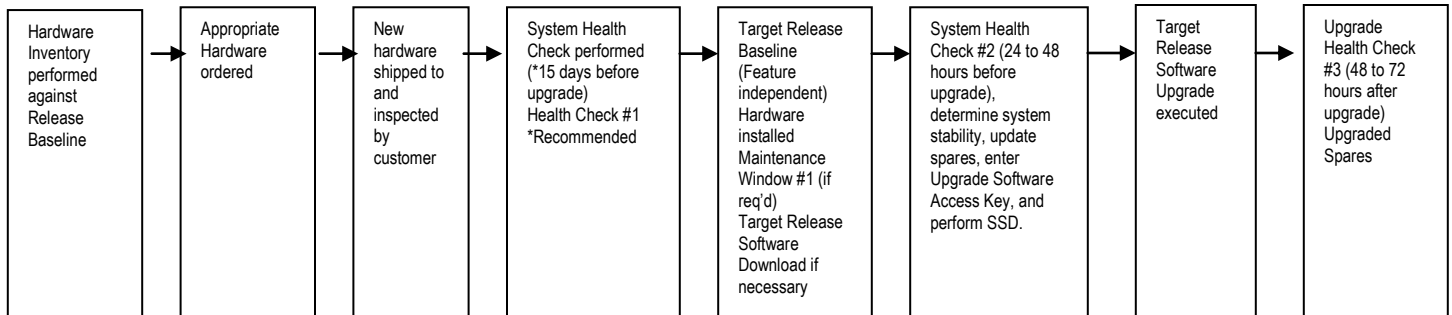 Hardware
Inventory
performed
against
Release
Baseline
Appropriate
Hardware
ordered
New
hardware
shipped to
and
inspected
by
customer
System Health
Check performed
(*15 days before
upgrade)
Health Check #1
*Recommended
Target Release
Baseline
(Feature
independent)
Hardware
installed
Maintenance
Window #1 (if
req'd)
Target Release
Software
Download if
necessary
System Health
Check #2 (24 to 48
hours before
upgrade),
determine system
stability, update
spares, enter
Upgrade Software
Access Key, and
perform SSD.
Target
Release
Software
Upgrade
executed
Upgrade
Health Check
#3 (48 to 72
hours after
upgrade)
Upgraded
Spares